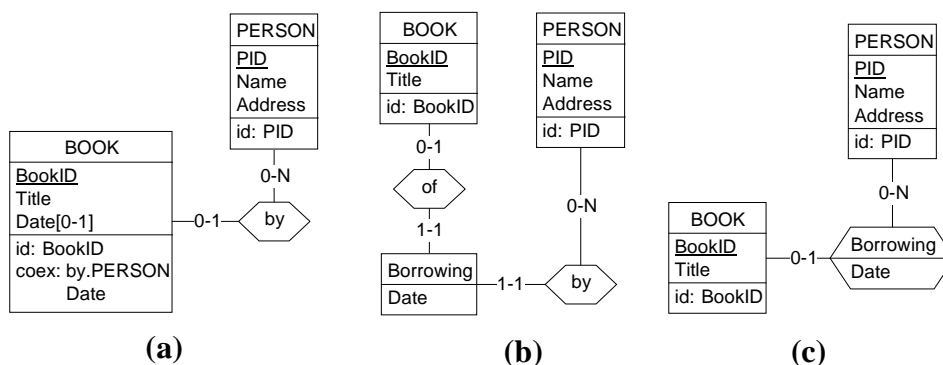 PERSON
PID
Name
Address
id: PID
0-N
by
BOOK
BookID
Title
Date[0-1]
id: BookID
coex: by.PERSON
Date
0-1
(a)
BOOK
BookID
Title
id: BookID
0-1
of
1-1
Borrowing
Date
1-1
by
0-N
PERSON
PID
Name
Address
id: PID
(b)
PERSON
PID
Name
Address
id: PID
0-N
BOOK
BookID
Title
id: BookID
0-1
Borrowing
Date
(c)